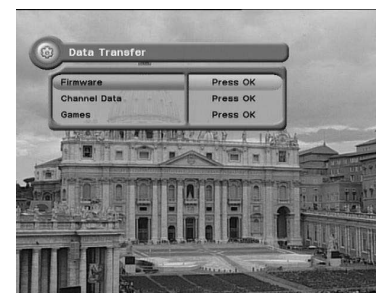 Data Transfer
Firmware Press OK
Channel Data Press OK
Games Press OK